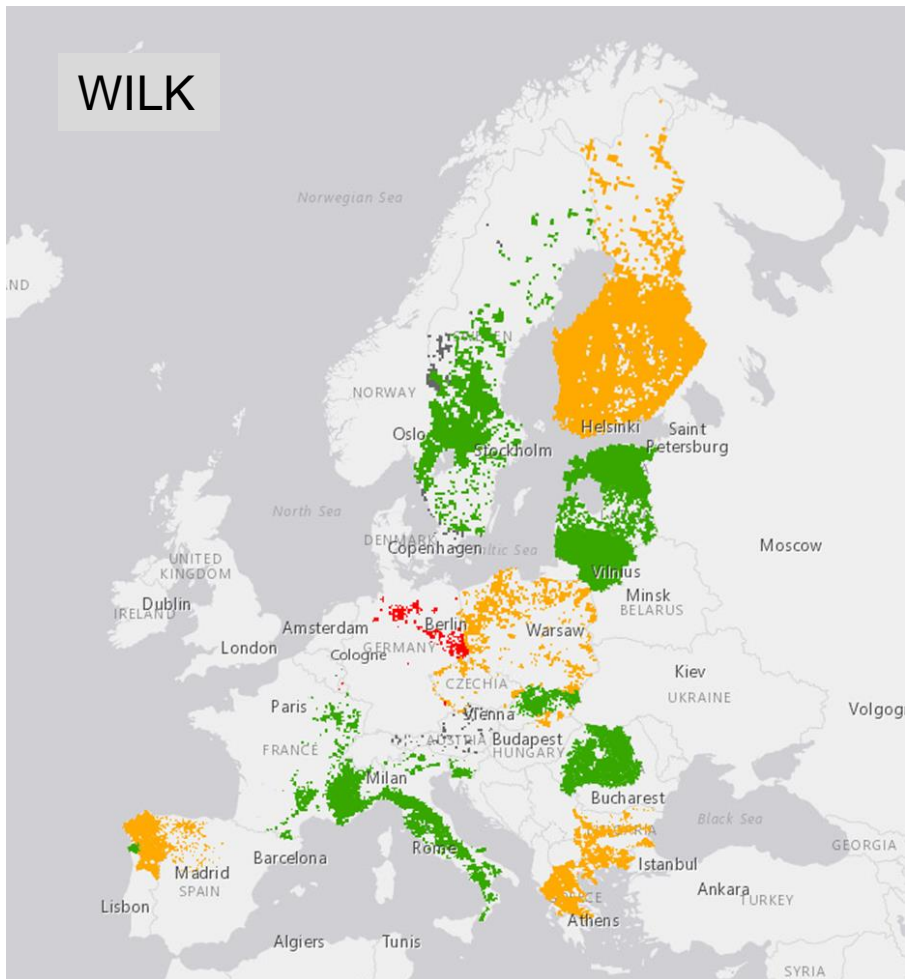 WILK
Norwegian Sea
NORWAY
Oslo
Stockholm
Helsinki
Saint
Petersburg
North Sea
DENMARK
Copenhagen
Moscow
UNITED
KINGDOM
Vilnius
Minsk
BELARUS
Dublin
IRELAND
Amsterdam
Berlin
Warsaw
London
Cologne
GERMANY
Kiev
UKRAINE
CZECHIA
Paris
Vienna
Volgog
FRANCE
AUSTRIA
Budapest
HUNGARY
Milan
Bucharest
Black Sea
Rome
Barcelona
Istanbul
GEORGIA
Madrid
SPAIN
Ankara
TURKEY
Lisbon
Athens
Algiers
Tunis
SYRIA